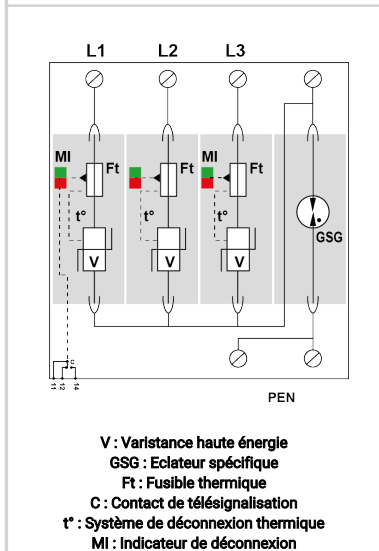 L1 L2 L3
MI Ft Ft MI Ft
t° t° t°
GSG
V V V
C
11 12 14
PEN
V : Varistance haute énergie
GSG : Eclateur spécifique
Ft : Fusible thermique
C : Contact de télésignalisation
t° : Système de déconnexion thermique
MI : Indicateur de déconnexion